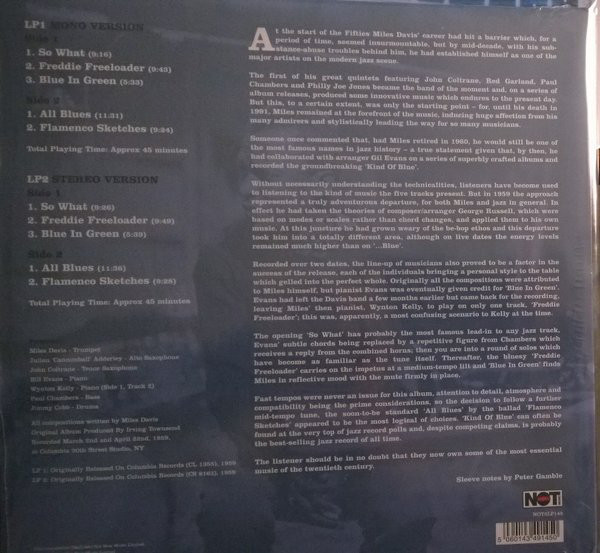 LP1 MONO VERSION
Side 1
1. So What (9:16)
2. Freddie Freeloader (9:43)
3. Blue In Green (5:33)
Side 2
1. All Blues (11:31)
2. Flamenco Sketches (9:24)
Total Playing Time: Approx 45 minutes
LP2 STEREO VERSION
Side 1
1. So What (9:26)
2. Freddie Freeloader (9:49)
3. Blue In Green (5:39)
Side 2
1. All Blues (11:36)
2. Flamenco Sketches (9:28)
Total Playing Time: Approx 45 minutes
Miles Davis - Trumpet
Julian 'Cannonball' Adderley - Alto Saxophone
John Coltrane - Tenor Saxophone
Bill Evans - Piano
Wynton Kelly - Piano (Side 1, Track 2)
Paul Chambers - Bass
Jimmy Cobb - Drums
All compositions written by Miles Davis
Original Album Produced By Irving Townsend
Recorded March 2nd and April 22nd, 1959,
at Columbia 30th Street Studio, NY
LP 1: Originally Released On Columbia Records (CL 1355), 1959
LP 2: Originally Released On Columbia Records (CS 8163), 1959
At the start of the Fifties Miles Davis' career had hit a barrier which, for a
period of time, seemed insurmountable, but by mid-decade, with his sub-
stance-abuse troubles behind him, he had established himself as one of the
major artists on the modern jazz scene.
The first of his great quintets featuring John Coltrane, Red Garland, Paul
Chambers and Philly Joe Jones became the band of the moment and, on a series of
album releases, produced some innovative music which endures to the present day.
But this, to a certain extent, was only the starting point - for, until his death in
1991, Miles remained at the forefront of the music, inducing huge affection from his
many admirers and stylistically leading the way for so many musicians.
Someone once commented that, had Miles retired in 1960, he would still be one of
the most famous names in jazz history - a true statement given that, by then, he
had collaborated with arranger Gil Evans on a series of superbly crafted albums and
recorded the groundbreaking 'Kind Of Blue'.
Without necessarily understanding the technicalities, listeners have become used
to listening to the kind of music the five tracks present. But in 1959 the approach
represented a truly adventurous departure, for both Miles and jazz in general. In
effect he had taken the theories of composer/arranger George Russell, which were
based on modes or scales rather than chord changes, and applied them to his own
music. At this juncture he had grown weary of the be-bop ethos and this departure
took him into a totally different area, although on live dates the energy levels
remained much higher than on '...Blue'.
Recorded over two dates, the line-up of musicians also proved to be a factor in the
success of the release, each of the individuals bringing a personal style to the table
which gelled into the perfect whole. Originally all the compositions were attributed
to Miles himself, but pianist Evans was eventually given credit for 'Blue In Green'.
Evans had left the Davis band a few months earlier but came back for the recording,
leaving Miles' then pianist, Wynton Kelly, to play on only one track, 'Freddie
Freeloader'; this was, apparently, a most confusing scenario to Kelly at the time.
The opening 'So What' has probably the most famous lead-in to any jazz track,
Evans' subtle chords being replaced by a repetitive figure from Chambers which
receives a reply from the combined horns; then you are into a round of solos which
have become as familiar as the tune itself. Thereafter, the bluesy 'Freddie
Freeloader' carries on the impetus at a medium-tempo lilt and 'Blue In Green' finds
Miles in reflective mood with the mute firmly in place.
Fast tempos were never an issue for this album, attention to detail, atmosphere and
compatibility being the prime considerations, so the decision to follow a further
mid-tempo tune, the soon-to-be standard 'All Blues' by the ballad 'Flamenco
Sketches' appeared to be the most logical of choices. 'Kind Of Blue' can often be
found at the very top of jazz record polls and, despite competing claims, is probably
the best-selling jazz record of all time.
The listener should be in no doubt that they now own some of the most essential
music of the twentieth century.
Sleeve notes by Peter Gamble
NOT
NOT2LP145
5 060143 491450